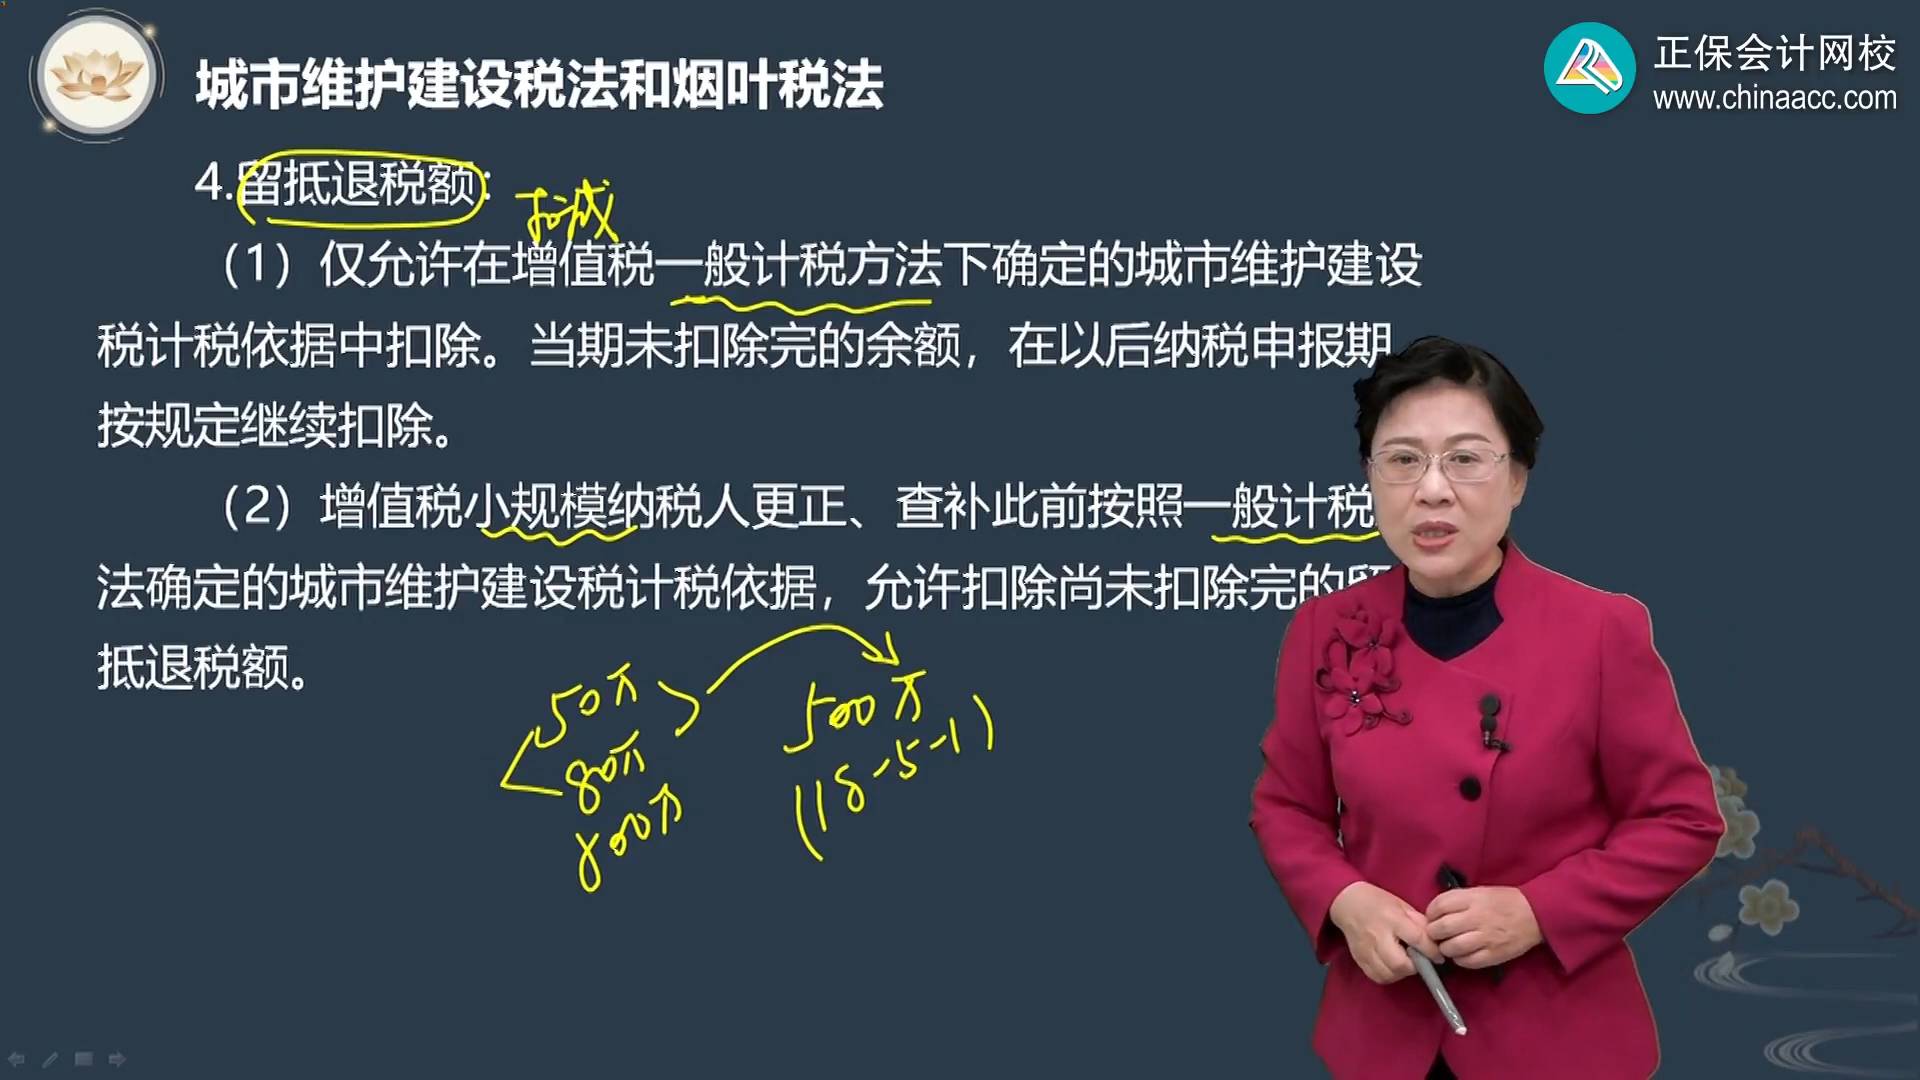 城市维护建设税法和烟叶税法
正保会计网校
www.chinaacc.com
4.留抵退税额：
扣减
（1）仅允许在增值税一般计税方法下确定的城市维护建设
税计税依据中扣除。当期未扣除完的余额，在以后纳税申报期
按规定继续扣除。
（2）增值税小规模纳税人更正、查补此前按照一般计税
法确定的城市维护建设税计税依据，允许扣除尚未扣除完的留
抵退税额。
50万
80万
800万
500万
(18-5-1)